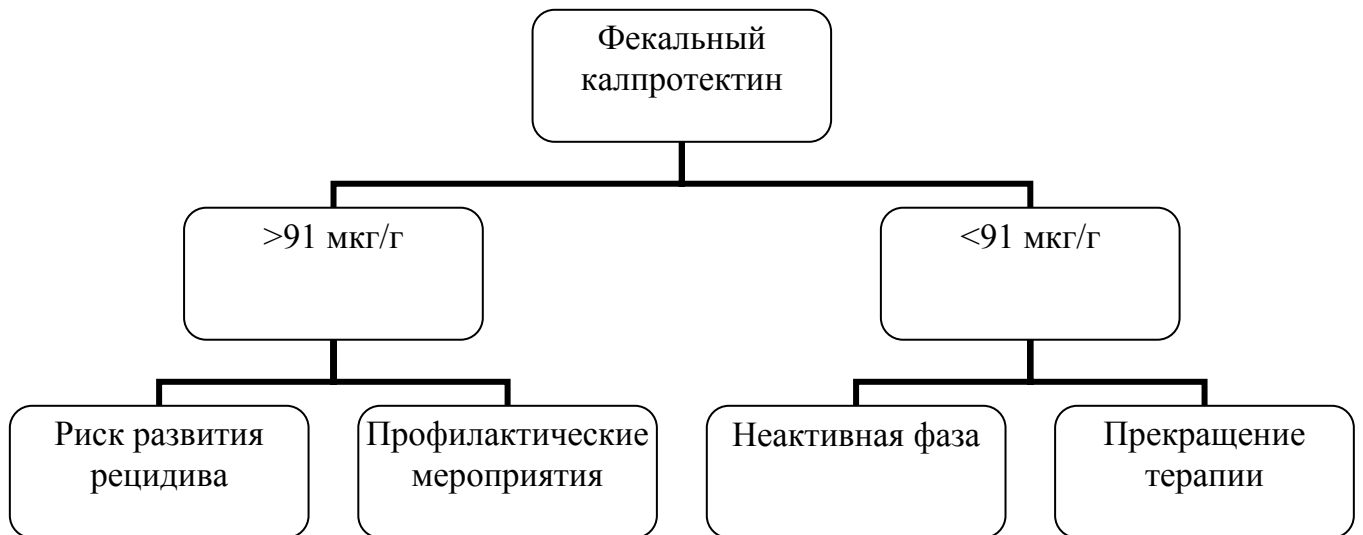 Фекальный
калпротектин
>91 мкг/г
<91 мкг/г
Риск развития
рецидива
Профилактические
мероприятия
Неактивная фаза
Прекращение
терапии